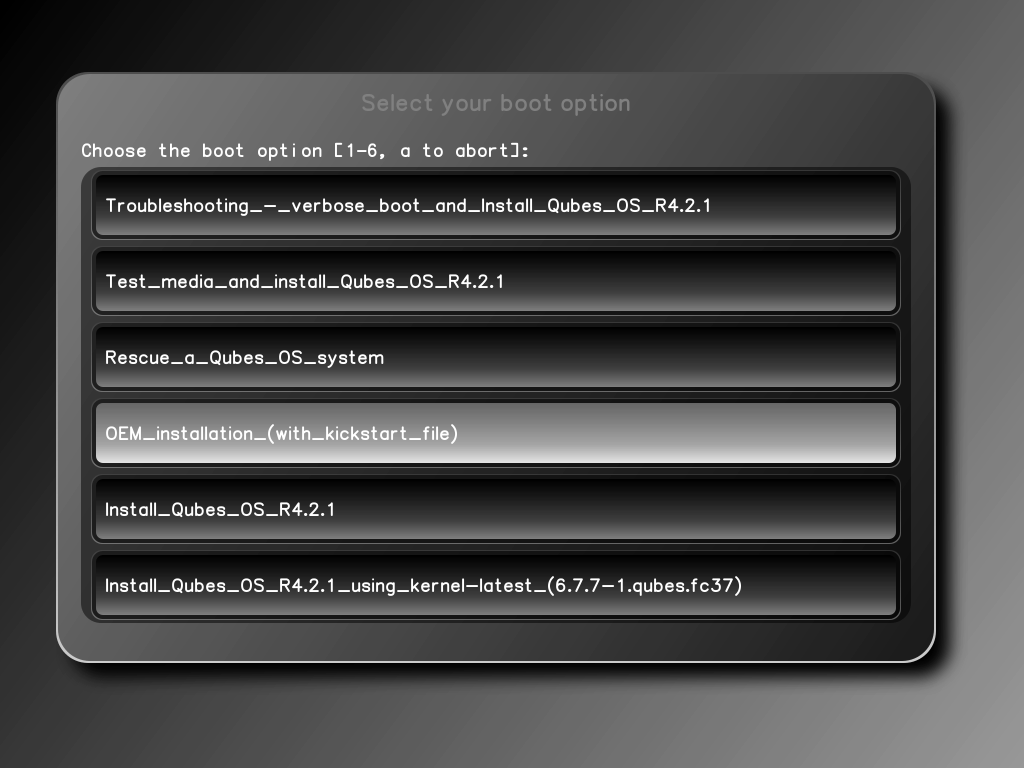 Select your boot option
Choose the boot option [1-6, a to abort]:
Troubleshooting_-_verbose_boot_and_Install_Qubes_OS_R4.2.1
Test_media_and_install_Qubes_OS_R4.2.1
Rescue_a_Qubes_OS_system
OEM_installation_(with_kickstart_file)
Install_Qubes_OS_R4.2.1
Install_Qubes_OS_R4.2.1_using_kernel-latest_(6.7.7-1.qubes.fc37)